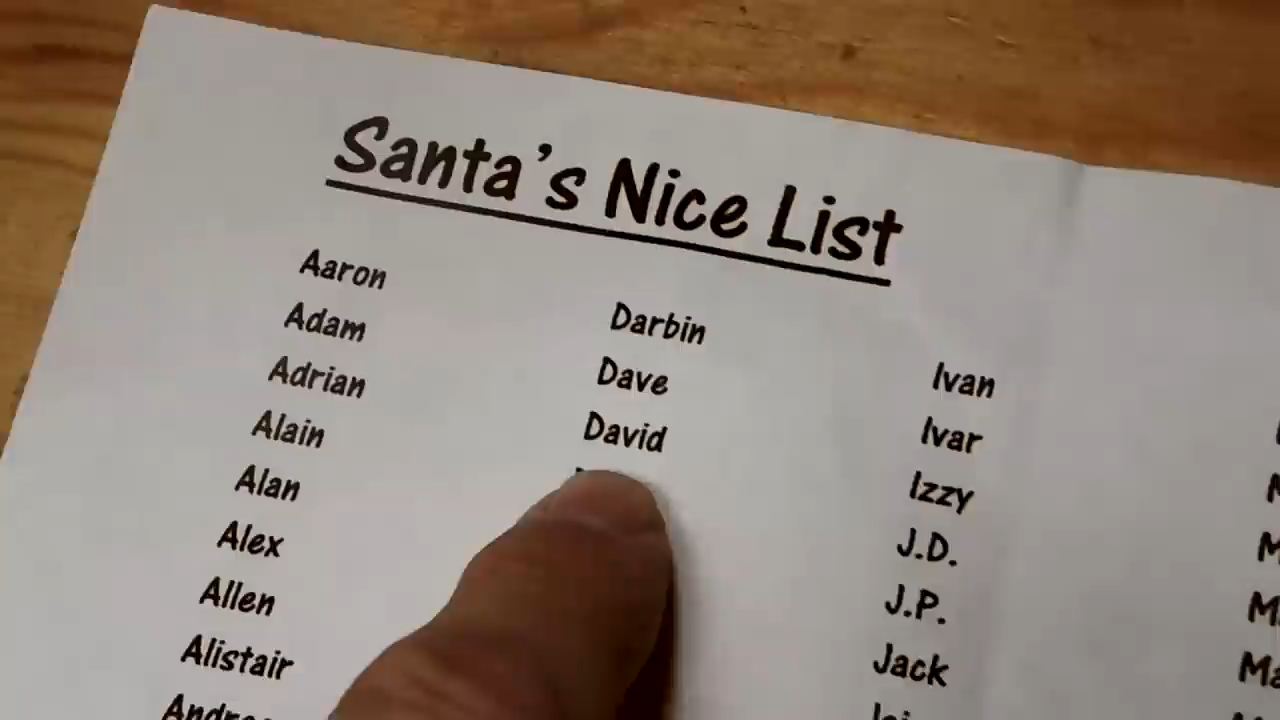 Santa's Nice List
Aaron
Adam
Adrian
Alain
Alan
Alex
Allen
Alistair
Darbin
Dave
David
Ivan
Ivar
Izzy
J.D.
J.P.
Jack